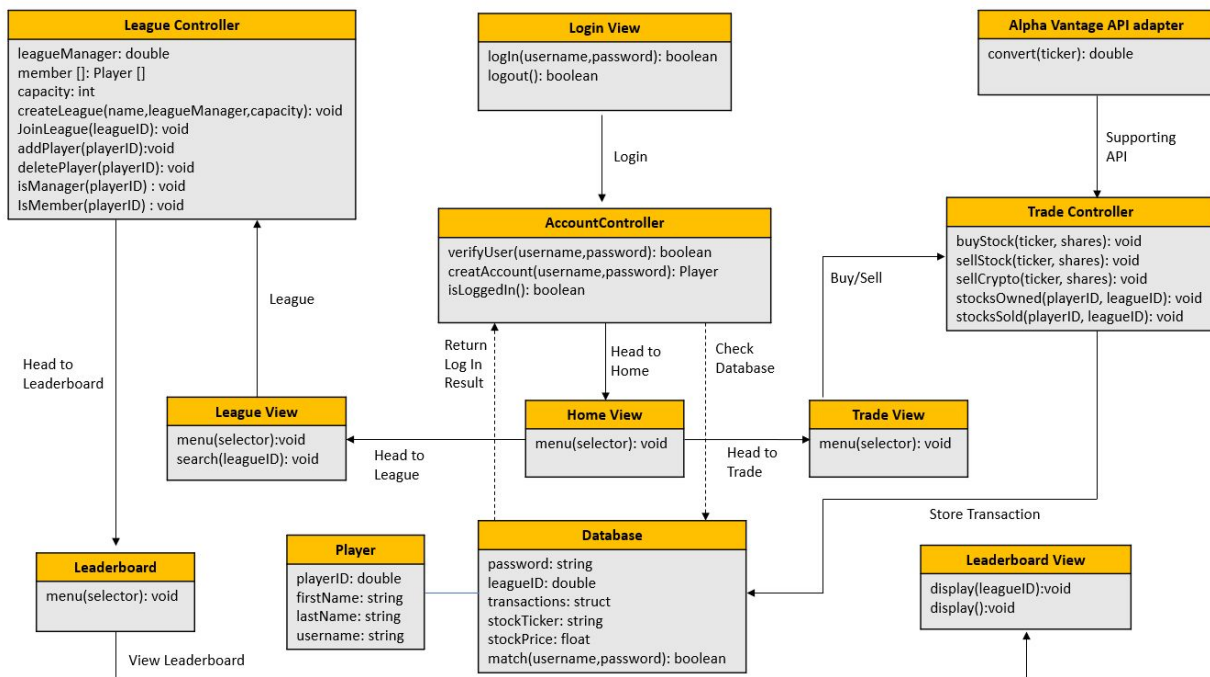 League Controller
leagueManager: double
member []: Player []
capacity: int
createLeague(name,leagueManager,capacity): void
JoinLeague(leagueID): void
addPlayer(playerID):void
deletePlayer(playerID): void
isManager(playerID) : void
IsMember(playerID) : void
Login View
logIn(username,password): boolean
logout(): boolean
Alpha Vantage API adapter
convert(ticker): double
Login
Supporting
API
AccountController
verifyUser(username,password): boolean
creatAccount(username,password): Player
isLoggedIn(): boolean
Trade Controller
buyStock(ticker, shares): void
sellStock(ticker, shares): void
sellCrypto(ticker, shares): void
stocksOwned(playerID, leagueID): void
stocksSold(playerID, leagueID): void
League
Buy/Sell
Head to
Leaderboard
Return
Log In
Result
Head to
Home
Check
Database
League View
menu(selector):void
search(leagueID): void
Home View
menu(selector): void
Trade View
menu(selector): void
Head to
League
Head to
Trade
Store Transaction
Leaderboard
menu(selector): void
Player
playerID: double
firstName: string
lastName: string
username: string
Database
password: string
leagueID: double
transactions: struct
stockTicker: string
stockPrice: float
match(username,password): boolean
Leaderboard View
display(leagueID):void
display():void
View Leaderboard